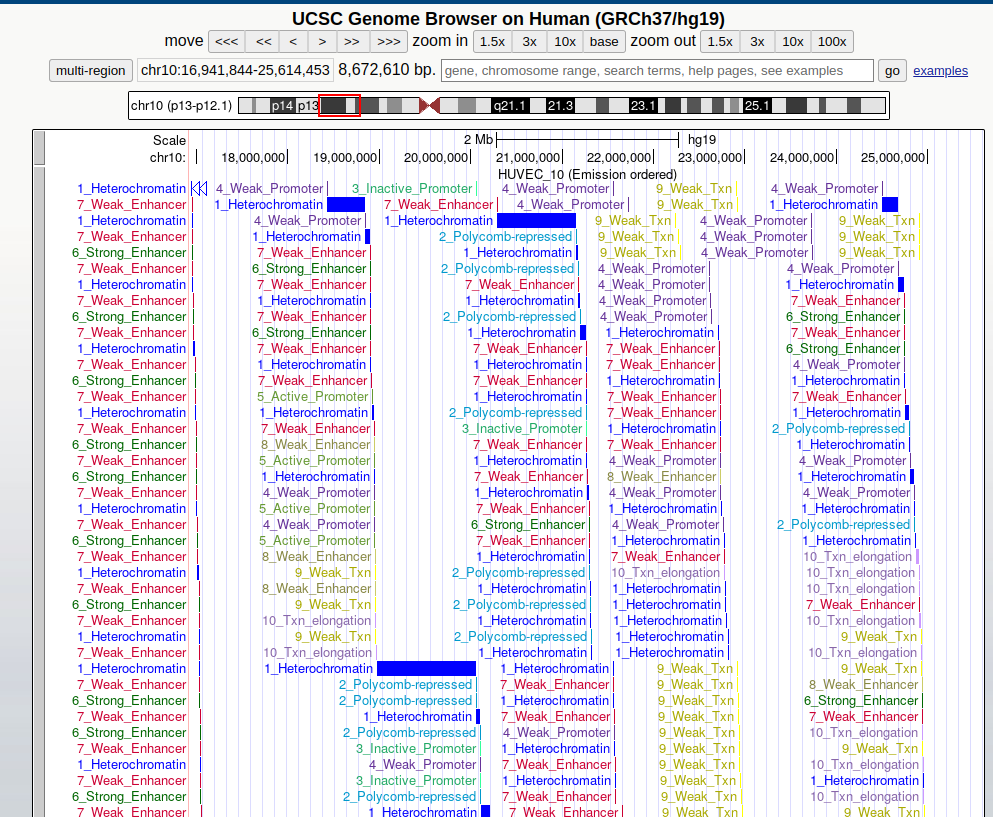 UCSC Genome Browser on Human (GRCh37/hg19)
move <<< << < > >> >>> zoom in 1.5x 3x 10x base zoom out 1.5x 3x 10x 100x
multi-region chr10:16,941,844-25,614,453 8,672,610 bp. gene, chromosome range, search terms, help pages, see examples go examples
chr10 (p13-p12.1) p14 p13 q21.1 21.3 23.1 25.1
Scale 2 Mb hg19
chr10: 18,000,000 19,000,000 20,000,000 21,000,000 22,000,000 23,000,000 24,000,000 25,000,000
HUVEC_10 (Emission ordered)
1_Heterochromatin 4_Weak_Promoter 3_Inactive_Promoter 4_Weak_Promoter 9_Weak_Txn 4_Weak_Promoter
7_Weak_Enhancer 1_Heterochromatin 7_Weak_Enhancer 4_Weak_Promoter 9_Weak_Txn 1_Heterochromatin
1_Heterochromatin 4_Weak_Promoter 1_Heterochromatin 9_Weak_Txn 4_Weak_Promoter 9_Weak_Txn
7_Weak_Enhancer 1_Heterochromatin 2_Polycomb-repressed 9_Weak_Txn 4_Weak_Promoter 9_Weak_Txn
6_Strong_Enhancer 7_Weak_Enhancer 1_Heterochromatin 9_Weak_Txn 4_Weak_Promoter 9_Weak_Txn
7_Weak_Enhancer 6_Strong_Enhancer 2_Polycomb-repressed 4_Weak_Promoter 4_Weak_Promoter
1_Heterochromatin 7_Weak_Enhancer 7_Weak_Enhancer 4_Weak_Promoter 1_Heterochromatin
7_Weak_Enhancer 1_Heterochromatin 1_Heterochromatin 4_Weak_Promoter 7_Weak_Enhancer
6_Strong_Enhancer 7_Weak_Enhancer 2_Polycomb-repressed 4_Weak_Promoter 6_Strong_Enhancer
7_Weak_Enhancer 6_Strong_Enhancer 1_Heterochromatin 1_Heterochromatin 7_Weak_Enhancer
1_Heterochromatin 7_Weak_Enhancer 7_Weak_Enhancer 7_Weak_Enhancer 6_Strong_Enhancer
7_Weak_Enhancer 1_Heterochromatin 1_Heterochromatin 7_Weak_Enhancer 4_Weak_Promoter
6_Strong_Enhancer 7_Weak_Enhancer 7_Weak_Enhancer 1_Heterochromatin 1_Heterochromatin
7_Weak_Enhancer 5_Active_Promoter 1_Heterochromatin 7_Weak_Enhancer 7_Weak_Enhancer
1_Heterochromatin 1_Heterochromatin 2_Polycomb-repressed 7_Weak_Enhancer 1_Heterochromatin
7_Weak_Enhancer 7_Weak_Enhancer 3_Inactive_Promoter 1_Heterochromatin 2_Polycomb-repressed
6_Strong_Enhancer 8_Weak_Enhancer 7_Weak_Enhancer 7_Weak_Enhancer 1_Heterochromatin
7_Weak_Enhancer 5_Active_Promoter 1_Heterochromatin 4_Weak_Promoter 4_Weak_Promoter
6_Strong_Enhancer 1_Heterochromatin 7_Weak_Enhancer 8_Weak_Enhancer 1_Heterochromatin
7_Weak_Enhancer 4_Weak_Promoter 1_Heterochromatin 4_Weak_Promoter 4_Weak_Promoter
1_Heterochromatin 5_Active_Promoter 7_Weak_Enhancer 1_Heterochromatin 1_Heterochromatin
7_Weak_Enhancer 4_Weak_Promoter 6_Strong_Enhancer 4_Weak_Promoter 2_Polycomb-repressed
6_Strong_Enhancer 5_Active_Promoter 7_Weak_Enhancer 1_Heterochromatin 1_Heterochromatin
7_Weak_Enhancer 8_Weak_Enhancer 1_Heterochromatin 7_Weak_Enhancer 10_Txn_elongation
1_Heterochromatin 9_Weak_Txn 2_Polycomb-repressed 10_Txn_elongation 10_Txn_elongation
7_Weak_Enhancer 8_Weak_Enhancer 1_Heterochromatin 1_Heterochromatin 10_Txn_elongation
6_Strong_Enhancer 9_Weak_Txn 2_Polycomb-repressed 1_Heterochromatin 7_Weak_Enhancer
7_Weak_Enhancer 10_Txn_elongation 1_Heterochromatin 1_Heterochromatin 10_Txn_elongation
1_Heterochromatin 9_Weak_Txn 2_Polycomb-repressed 1_Heterochromatin 9_Weak_Txn
7_Weak_Enhancer 10_Txn_elongation 1_Heterochromatin 1_Heterochromatin 10_Txn_elongation
1_Heterochromatin 1_Heterochromatin 1_Heterochromatin 9_Weak_Txn 9_Weak_Txn
7_Weak_Enhancer 2_Polycomb-repressed 7_Weak_Enhancer 9_Weak_Txn 8_Weak_Enhancer
6_Strong_Enhancer 2_Polycomb-repressed 1_Heterochromatin 9_Weak_Txn 6_Strong_Enhancer
7_Weak_Enhancer 1_Heterochromatin 7_Weak_Enhancer 9_Weak_Txn 7_Weak_Enhancer
6_Strong_Enhancer 2_Polycomb-repressed 4_Weak_Promoter 9_Weak_Txn 10_Txn_elongation
7_Weak_Enhancer 3_Inactive_Promoter 1_Heterochromatin 9_Weak_Txn 9_Weak_Txn
1_Heterochromatin 4_Weak_Promoter 7_Weak_Enhancer 9_Weak_Txn 10_Txn_elongation
7_Weak_Enhancer 3_Inactive_Promoter 1_Heterochromatin 9_Weak_Txn 1_Heterochromatin
6_Strong_Enhancer 2_Polycomb-repressed 7_Weak_Enhancer 9_Weak_Txn 10_Txn_elongation
7_Weak_Enhancer 1_Heterochromatin 7_Weak_Enhancer 9_Weak_Txn 9_Weak_Txn